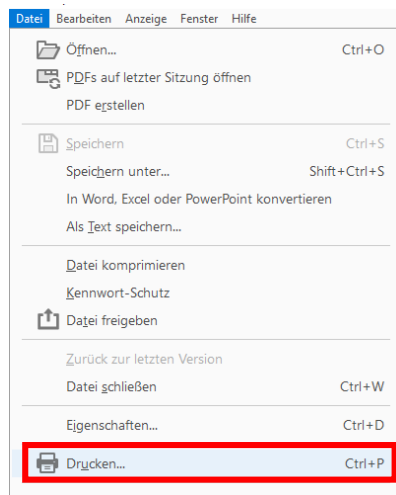 Datei Bearbeiten Anzeige Fenster Hilfe
Öffnen... Ctrl+O
PDFs auf letzter Sitzung öffnen
PDF erstellen
Speichern Ctrl+S
Speichern unter... Shift+Ctrl+S
In Word, Excel oder PowerPoint konvertieren
Als Text speichern...
Datei komprimieren
Kennwort-Schutz
Datei freigeben
Zurück zur letzten Version
Datei schließen Ctrl+W
Eigenschaften... Ctrl+D
Drucken... Ctrl+P